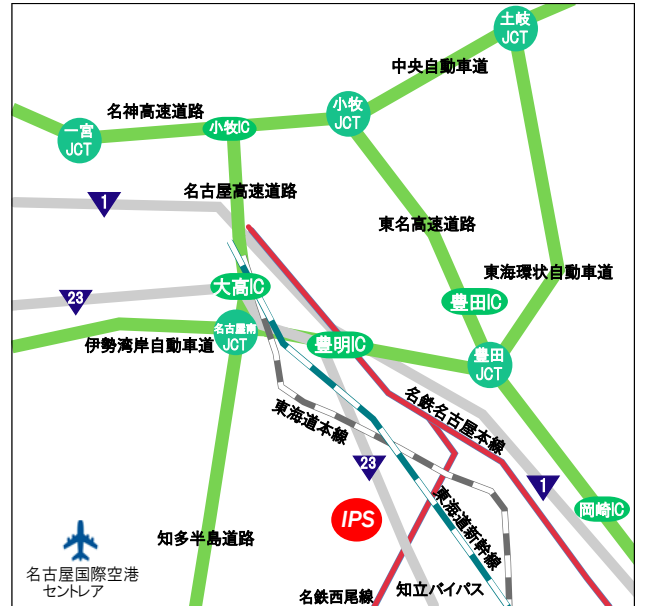 土岐
JCT
中央自動車道
名神高速道路
小牧
JCT
一宮
JCT
小牧IC
名古屋高速道路
1
東名高速道路
東海環状自動車道
23
大高IC
豊田IC
名古屋南
JCT
伊勢湾岸自動車道
豊明IC
豊田
JCT
東海道本線
名鉄名古屋本線
23
1
東海道新幹線
岡崎IC
IPS
知多半島道路
名古屋国際空港
セントレア
名鉄西尾線
知立バイパス